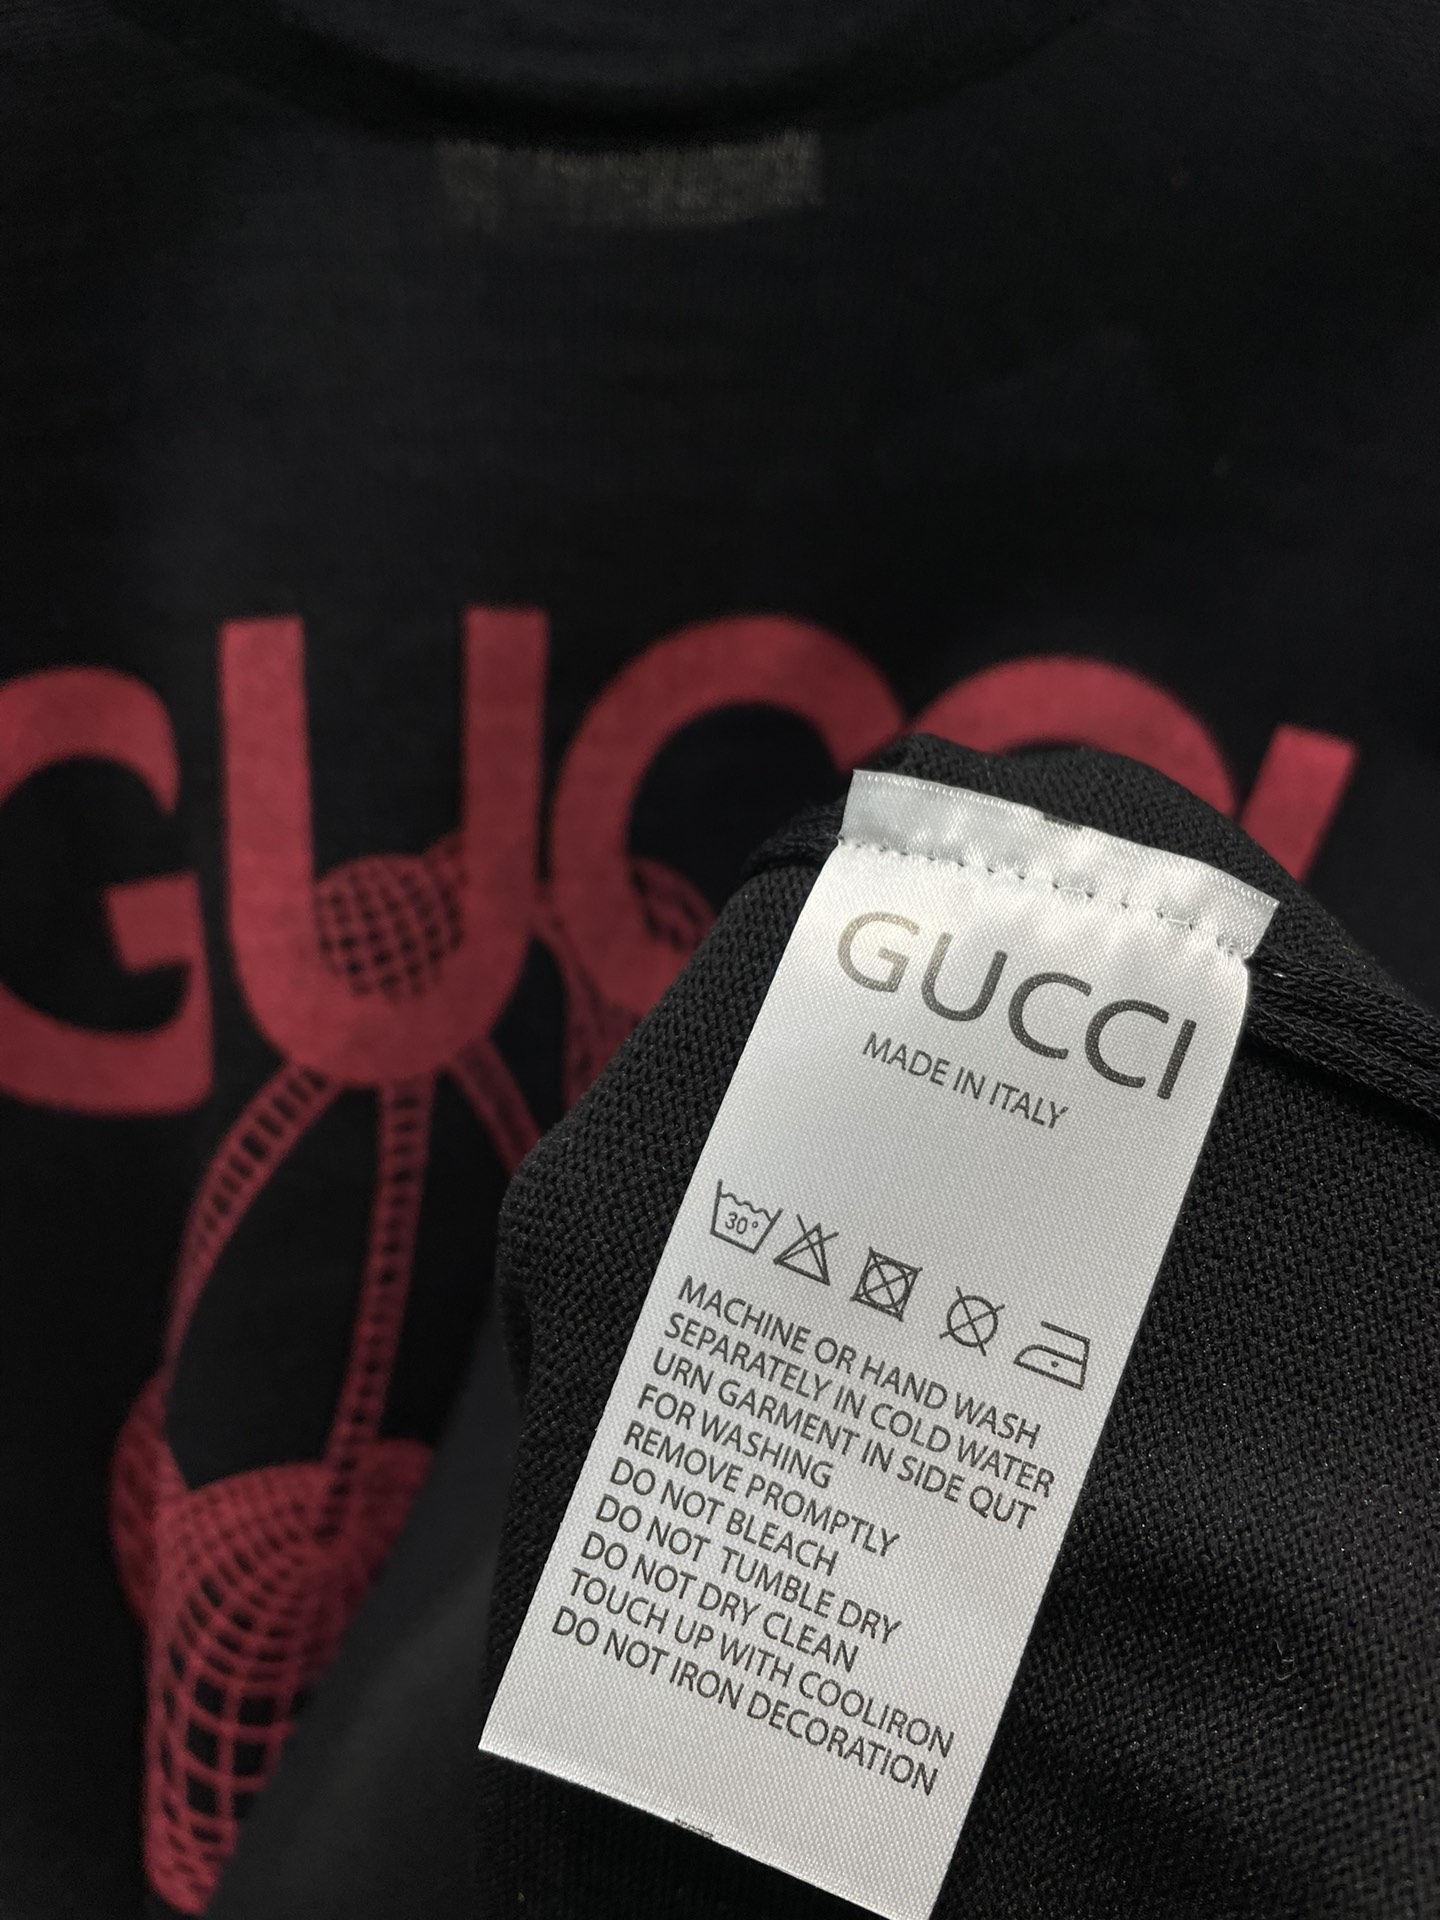 GUCCI
GUCCI
MADE IN ITALY
30°
MACHINE OR HAND WASH
SEPARATELY IN COLD WATER
URN GARMENT IN SIDE QUT
FOR WASHING
REMOVE PROMPTLY
DO NOT BLEACH
DO NOT TUMBLE DRY
DO NOT DRY CLEAN
TOUCH UP WITH COOLIRON
DO NOT IRON DECORATION